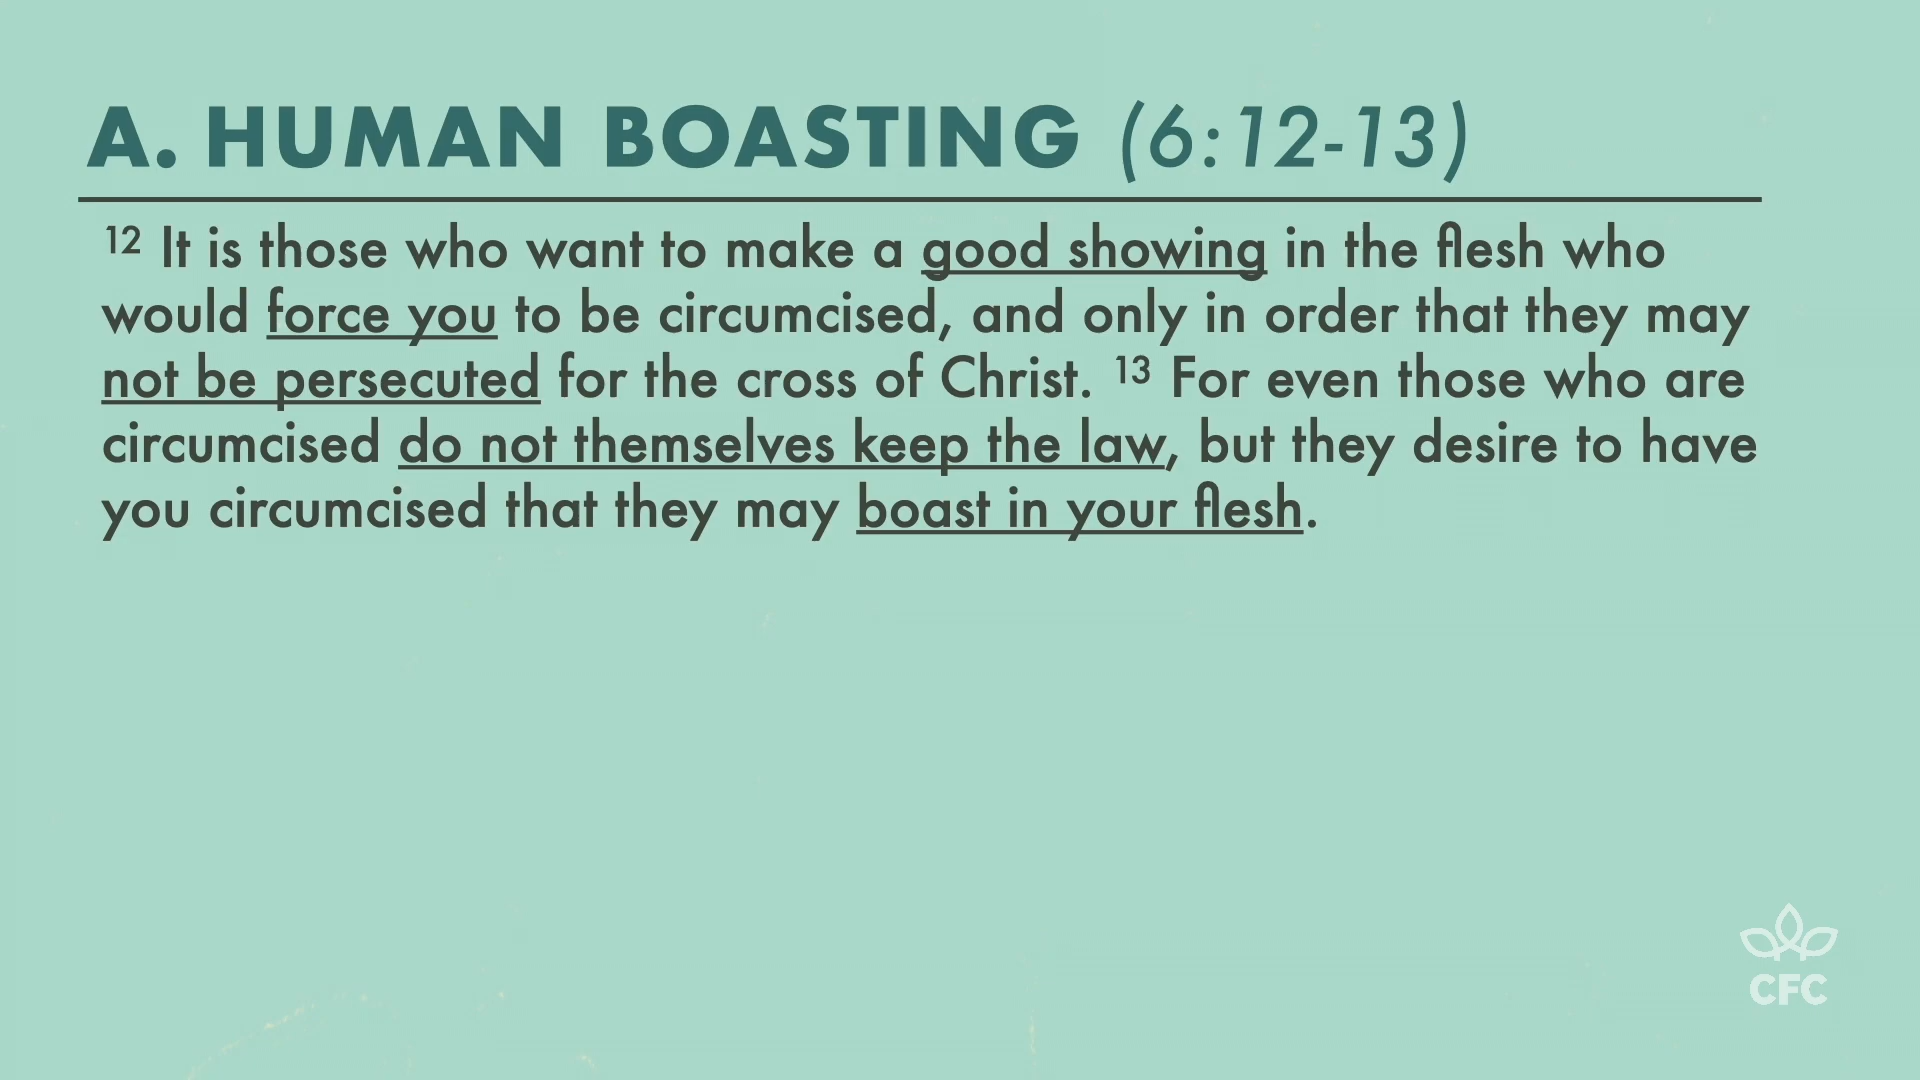 A. HUMAN BOASTING (6:12-13)
¹² It is those who want to make a good showing in the flesh who
would force you to be circumcised, and only in order that they may
not be persecuted for the cross of Christ. ¹³ For even those who are
circumcised do not themselves keep the law, but they desire to have
you circumcised that they may boast in your flesh.
CFC